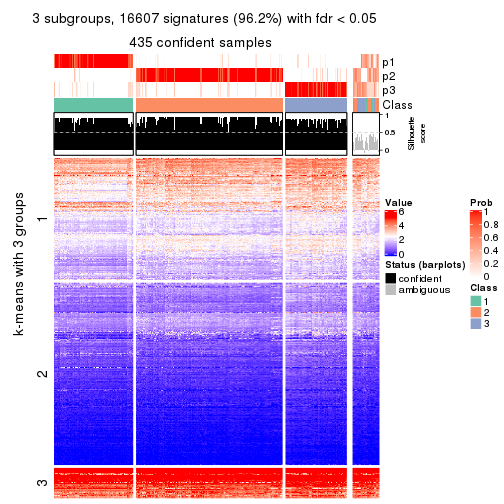 3 subgroups, 16607 signatures (96.2%) with fdr < 0.05
435 confident samples
p1
p2
p3
Class
1
0.5
0
Silhouette
score
k-means with 3 groups
1
2
3
Value
6
4
2
0
Status (barplots)
confident
ambiguous
Prob
1
0.8
0.6
0.4
0.2
0
Class
1
2
3